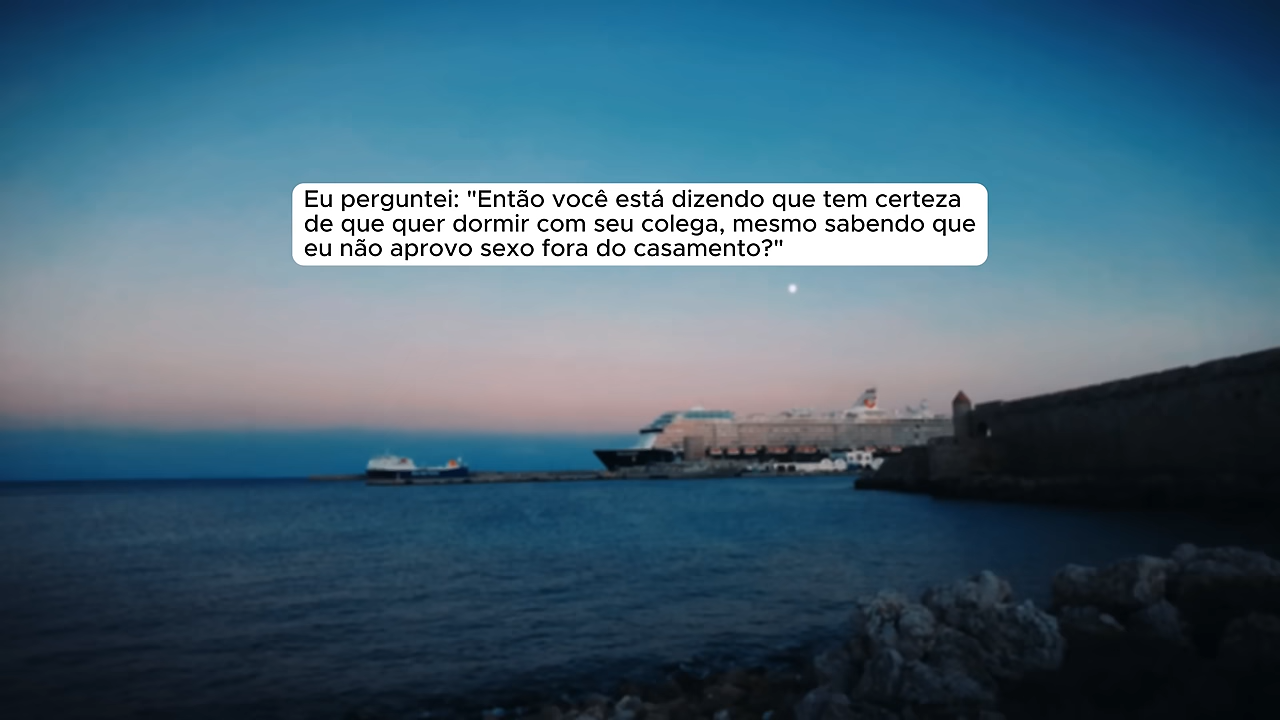 Eu perguntei: "Então você está dizendo que tem certeza
de que quer dormir com seu colega, mesmo sabendo que
eu não aprovo sexo fora do casamento?"